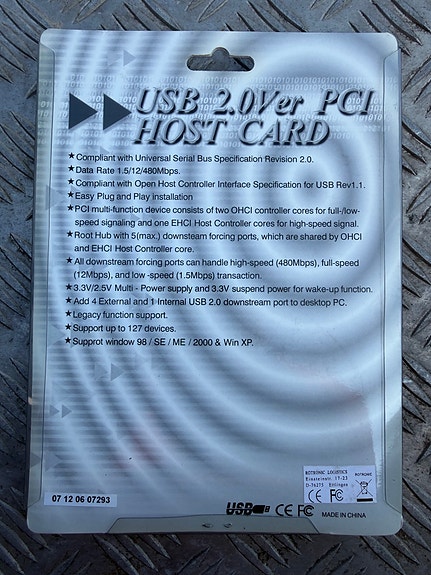 USB 2.0Ver PCI
HOST CARD
★Compliant with Universal Serial Bus Specification Revision 2.0.
★Data Rate 1.5/12/480Mbps.
★Compliant with Open Host Controller Interface Specification for USB Rev1.1.
★Easy Plug and Play installation
★PCI multi-function device consists of two OHCI controller cores for full-/low-
speed signaling and one EHCI Host Controller cores for high-speed signal.
★Root Hub with 5(max.) downsteam forcing ports, which are shared by OHCI
and EHCI Host Controller core.
★All downstream forcing ports can handle high-speed (480Mbps), full-speed
(12Mbps), and low -speed (1.5Mbps) transaction.
★3.3V/2.5V Multi - Power supply and 3.3V suspend power for wake-up function.
★Add 4 External and 1 Internal USB 2.0 downstream port to desktop PC.
★Legacy function support.
★Support up to 127 devices.
★Supprot window 98 / SE / ME / 2000 & Win XP.
ROTRONIC LOGISTICS
Einsteinstr. 17-23
D-76275 Ettlingen
ROTRONIC
CE FC
07 12 06 07293
USB CE FC MADE IN CHINA